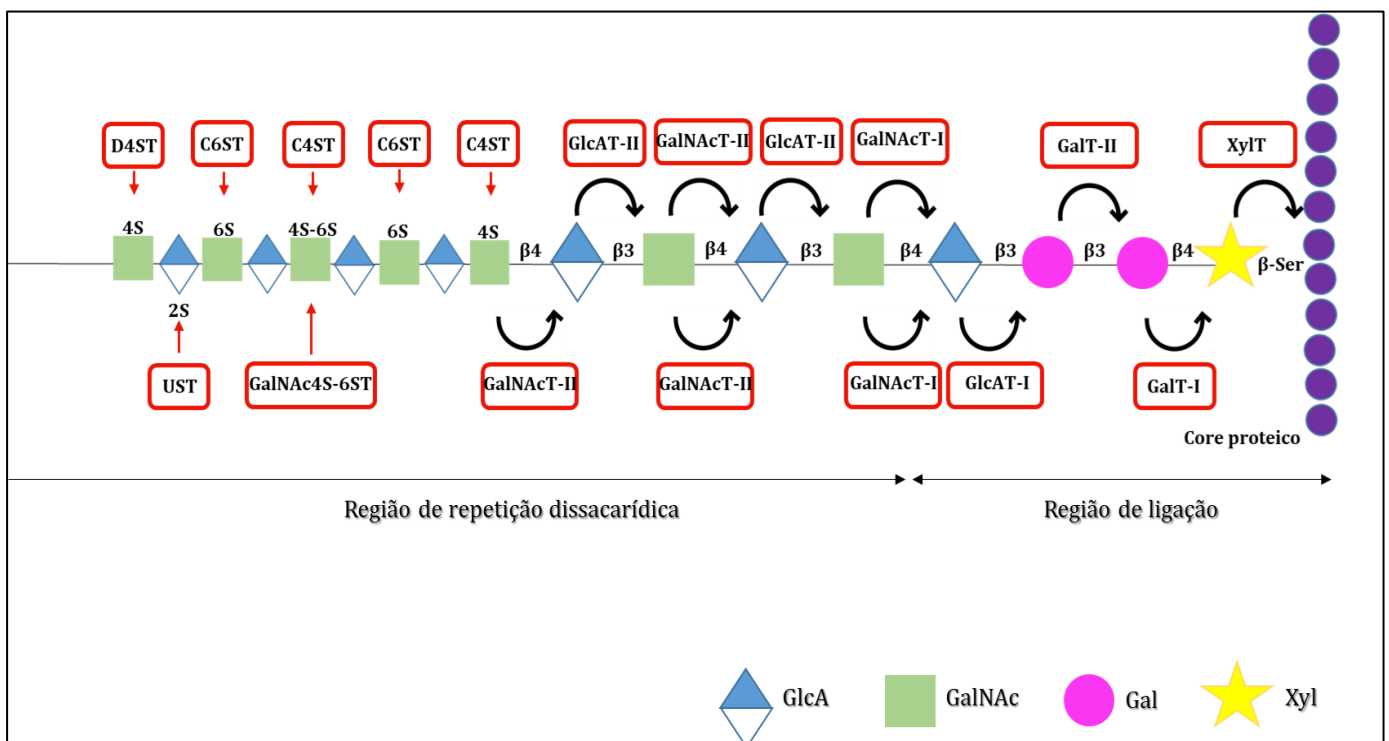 D4ST C6ST C4ST C6ST C4ST GlcAT-II GalNAcT-II GlcAT-II GalNAcT-I GalT-II XylT
4S 6S 4S-6S 6S 4S β4 β3 β4 β3 β4 β3 β3 β4 β-Ser
2S
UST GalNAc4S-6ST GalNAcT-II GalNAcT-II GalNAcT-I GlcAT-I GalT-I
Core proteico
Região de repetição dissacarídica Região de ligação
GlcA GalNAc Gal Xyl